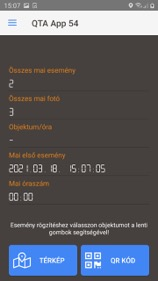 15:07
QTA App 54
Összes mai esemény
2
Összes mai fotó
3
Objektum/óra
-
Mai első esemény
2021. 03. 18. 15:07:05
Mai óraszám
00:00
Esemény rögzítéshez válasszon objektumot a lenti
gombok segítségével!
TÉRKÉP
QR KÓD